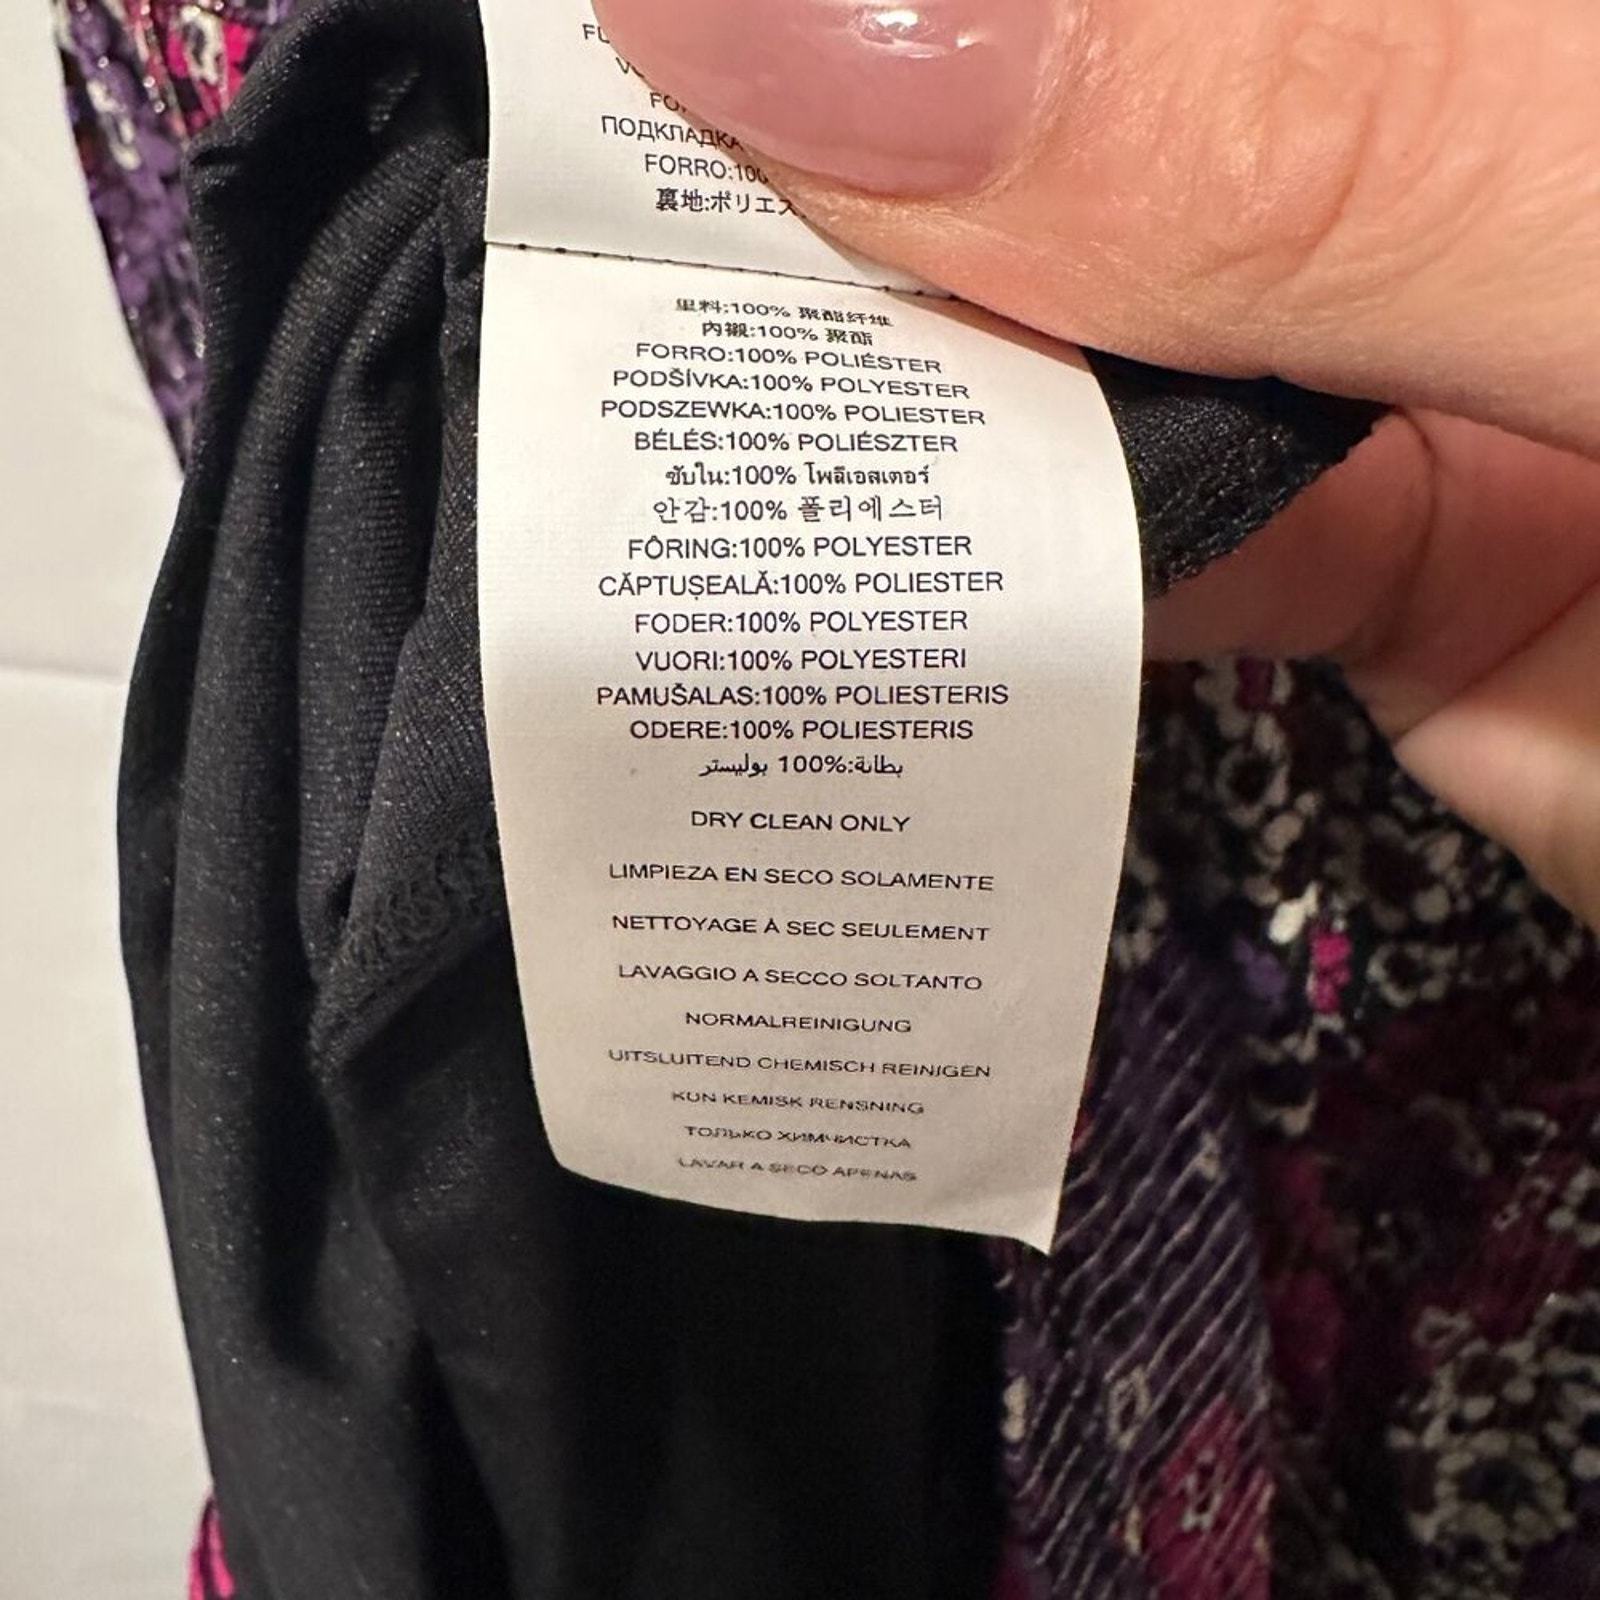 ПОДКЛАДКА
FORRO:100
裏地:ポリエス
里料:100% 聚酯纤维
內襯:100% 聚酯
FORRO:100% POLIÉSTER
PODŠÍVKA:100% POLYESTER
PODSZEWKA:100% POLIESTER
BÉLÉS:100% POLIÉSZTER
ซับใน:100% โพลีเอสเตอร์
안감:100% 폴리에스터
FÔRING:100% POLYESTER
CĂPTUȘEALĂ:100% POLIESTER
FODER:100% POLYESTER
VUORI:100% POLYESTERI
PAMUŠALAS:100% POLIESTERIS
ODERE:100% POLIESTERIS
بطانة:%100 بوليستر
DRY CLEAN ONLY
LIMPIEZA EN SECO SOLAMENTE
NETTOYAGE À SEC SEULEMENT
LAVAGGIO A SECCO SOLTANTO
NORMALREINIGUNG
UITSLUITEND CHEMISCH REINIGEN
KUN KEMISK RENSNING
ТОЛЬКО ХИМЧИСТКА
LAVAR A SECO APENAS